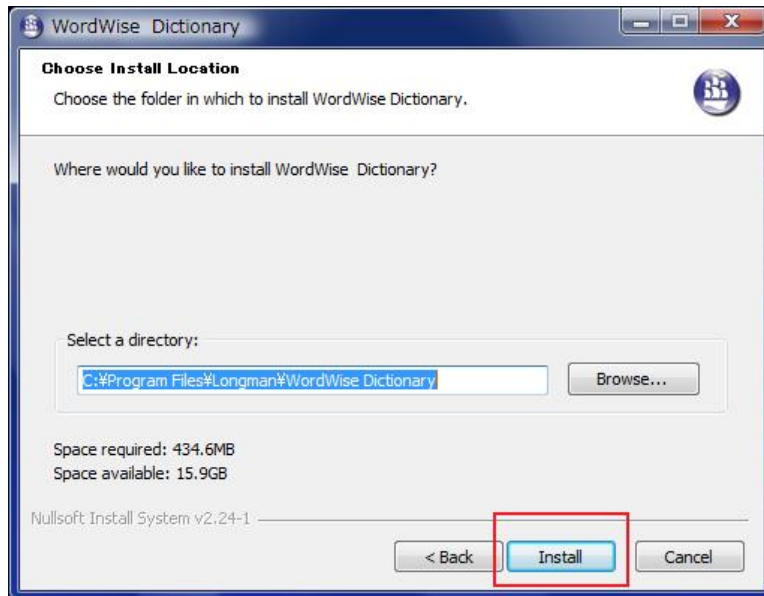 WordWise Dictionary
Choose Install Location
Choose the folder in which to install WordWise Dictionary.
Where would you like to install WordWise Dictionary?
Select a directory:
C:¥Program Files¥Longman¥WordWise Dictionary
Browse...
Space required: 434.6MB
Space available: 15.9GB
Nullsoft Install System v2.24-1
< Back Install Cancel